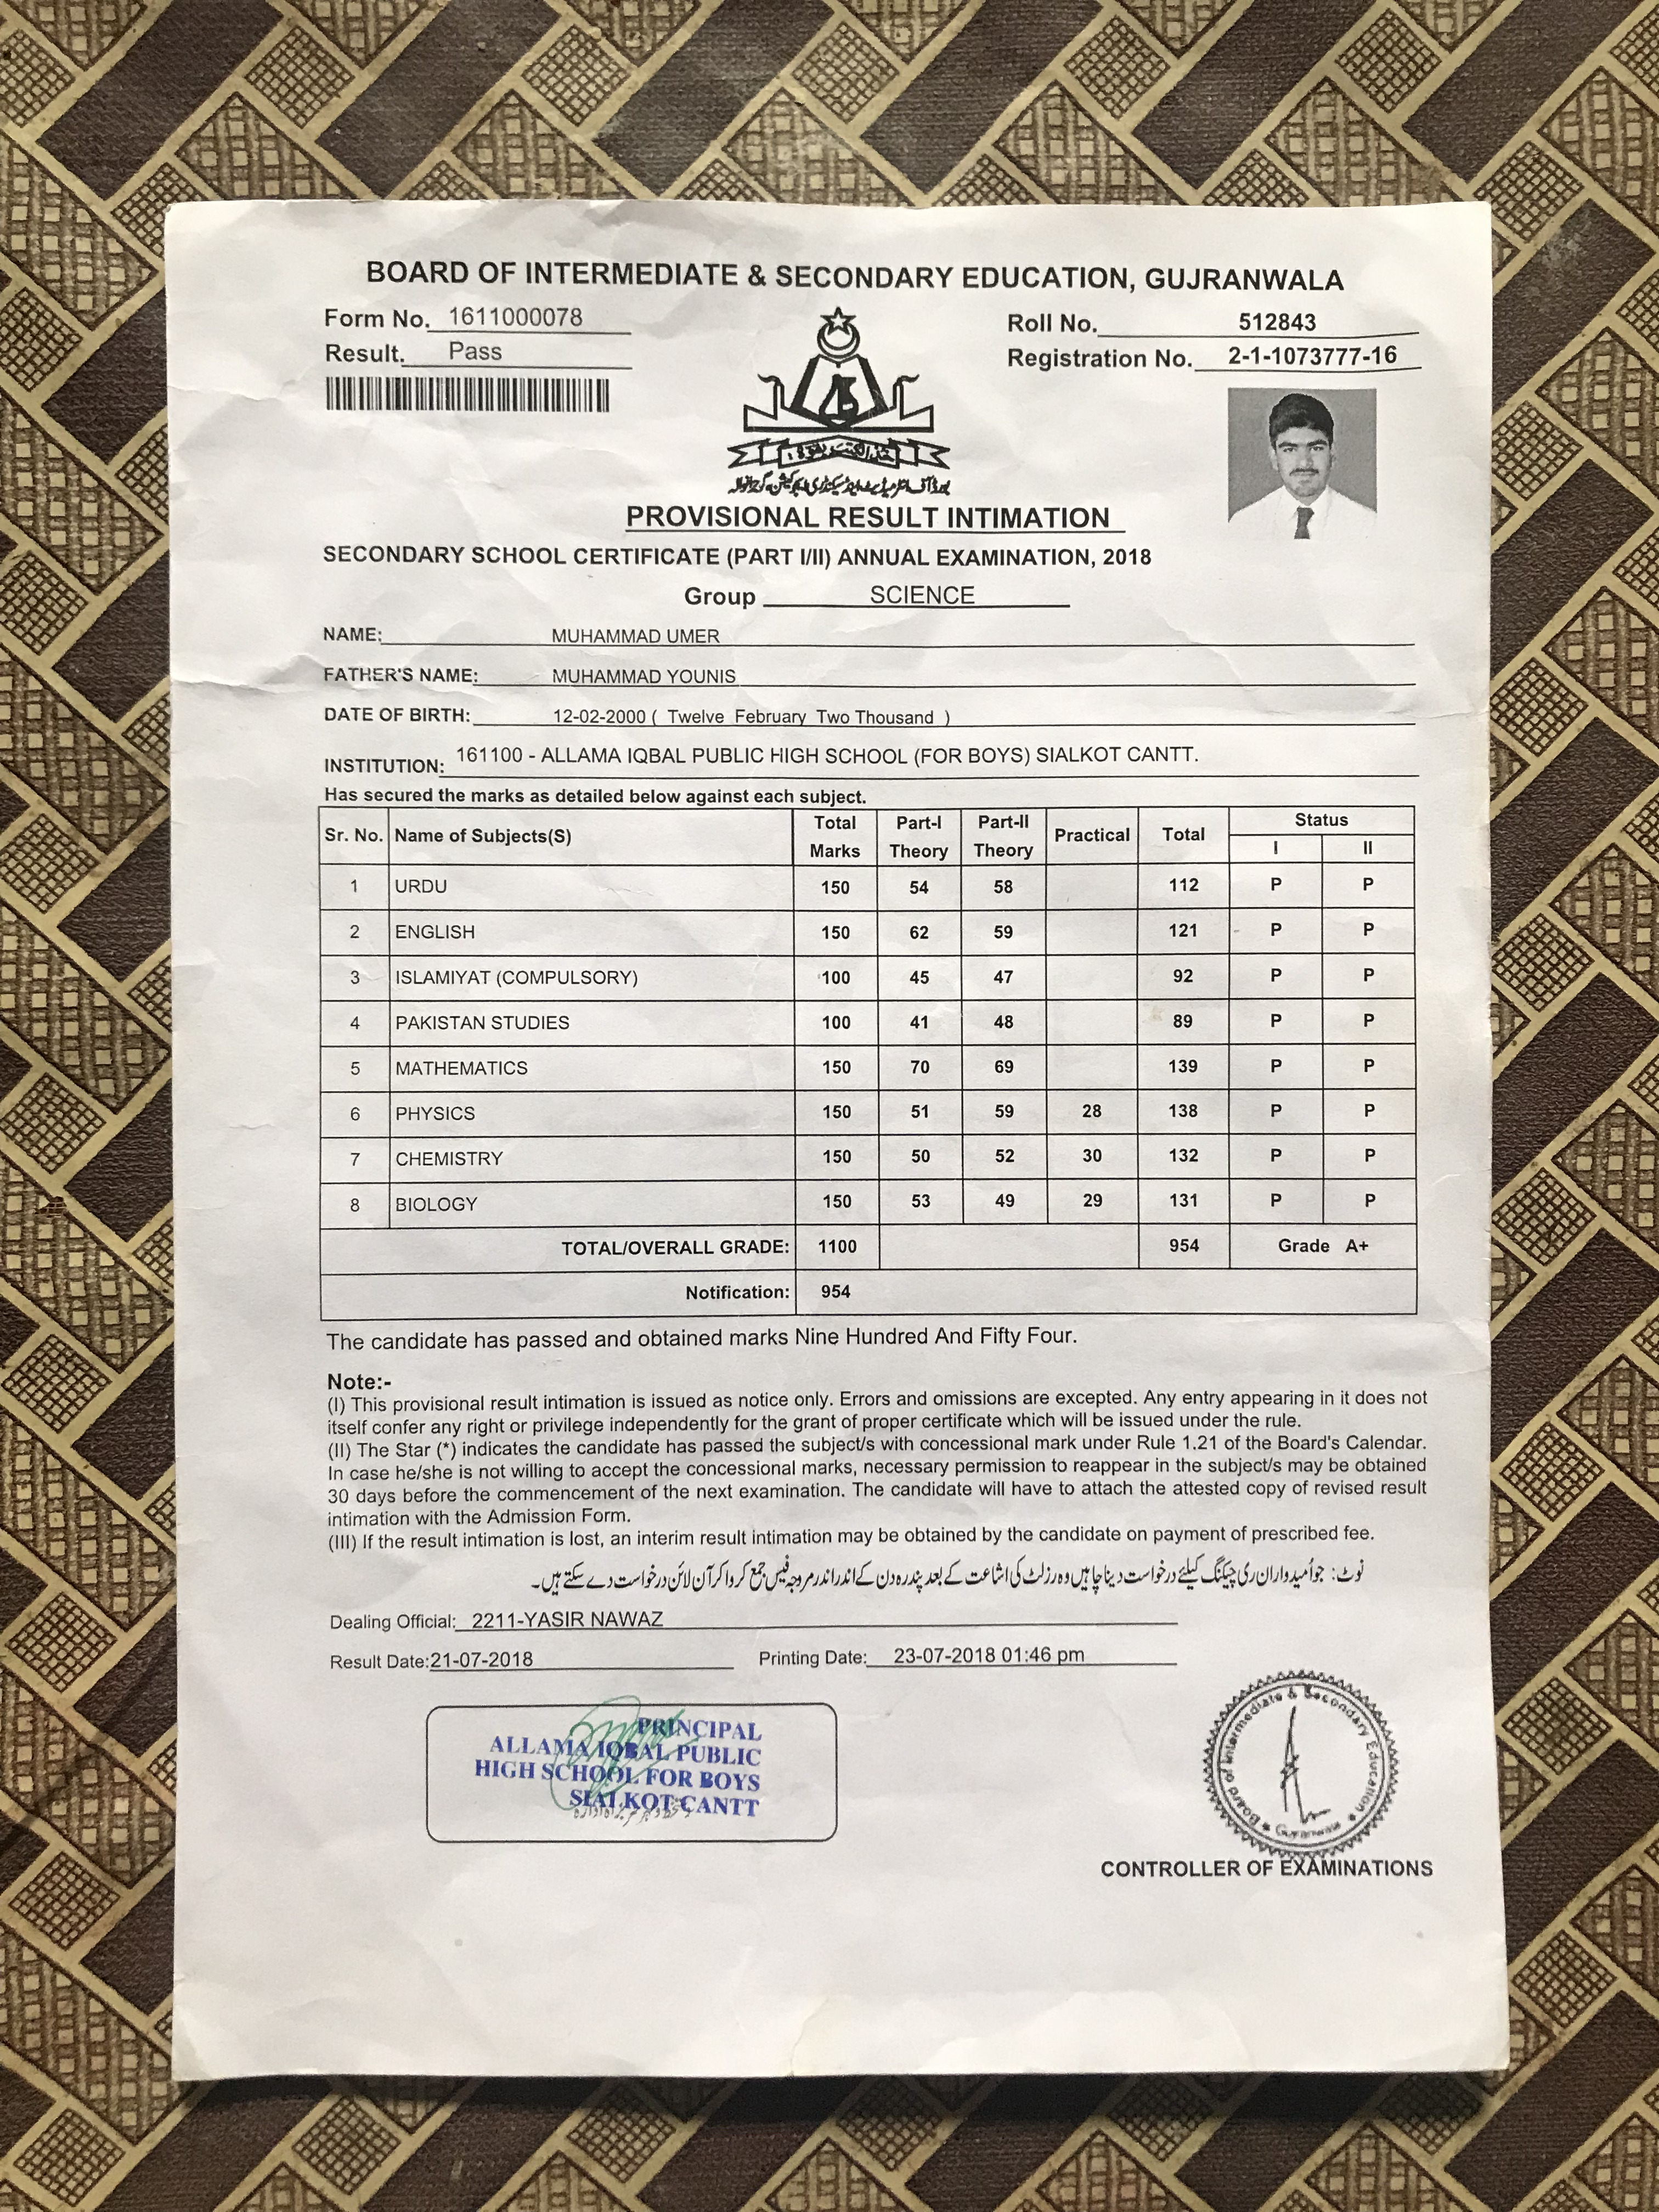 BOARD OF INTERMEDIATE & SECONDARY EDUCATION, GUJRANWALA
Form No. 1611000078
Roll No. 512843
Result. Pass
Registration No. 2-1-1073777-16
PROVISIONAL RESULT INTIMATION
SECONDARY SCHOOL CERTIFICATE (PART I/II) ANNUAL EXAMINATION, 2018
Group SCIENCE
NAME: MUHAMMAD UMER
FATHER'S NAME: MUHAMMAD YOUNIS
DATE OF BIRTH: 12-02-2000 ( Twelve February Two Thousand )
INSTITUTION: 161100 - ALLAMA IQBAL PUBLIC HIGH SCHOOL (FOR BOYS) SIALKOT CANTT.
Has secured the marks as detailed below against each subject.
Sr. No. Name of Subjects(S) Total Marks Part-I Theory Part-II Theory Practical Total Status I II
1 URDU 150 54 58 112 P P
2 ENGLISH 150 62 59 121 P P
3 ISLAMIYAT (COMPULSORY) 100 45 47 92 P P
4 PAKISTAN STUDIES 100 41 48 89 P P
5 MATHEMATICS 150 70 69 139 P P
6 PHYSICS 150 51 59 28 138 P P
7 CHEMISTRY 150 50 52 30 132 P P
8 BIOLOGY 150 53 49 29 131 P P
TOTAL/OVERALL GRADE: 1100 954 Grade A+
Notification: 954
The candidate has passed and obtained marks Nine Hundred And Fifty Four.
Note:-
(I) This provisional result intimation is issued as notice only. Errors and omissions are excepted. Any entry appearing in it does not
itself confer any right or privilege independently for the grant of proper certificate which will be issued under the rule.
(II) The Star (*) indicates the candidate has passed the subject/s with concessional mark under Rule 1.21 of the Board's Calendar.
In case he/she is not willing to accept the concessional marks, necessary permission to reappear in the subject/s may be obtained
30 days before the commencement of the next examination. The candidate will have to attach the attested copy of revised result
intimation with the Admission Form.
(III) If the result intimation is lost, an interim result intimation may be obtained by the candidate on payment of prescribed fee.
نوٹ: جو اُمیدواران ری چیکنگ کیلئے درخواست دینا چاہیں وہ رزلٹ کی اشاعت کے بعد پندرہ دن کے اندر اندر مروجہ فیس جمع کروا کر آن لائن درخواست دے سکتے ہیں۔
Dealing Official: 2211-YASIR NAWAZ
Result Date: 21-07-2018 Printing Date: 23-07-2018 01:46 pm
PRINCIPAL
ALLAMA IQBAL PUBLIC
HIGH SCHOOL FOR BOYS
SIALKOT CANTT
Board of Intermediate & Secondary Education
Gujranwala
CONTROLLER OF EXAMINATIONS